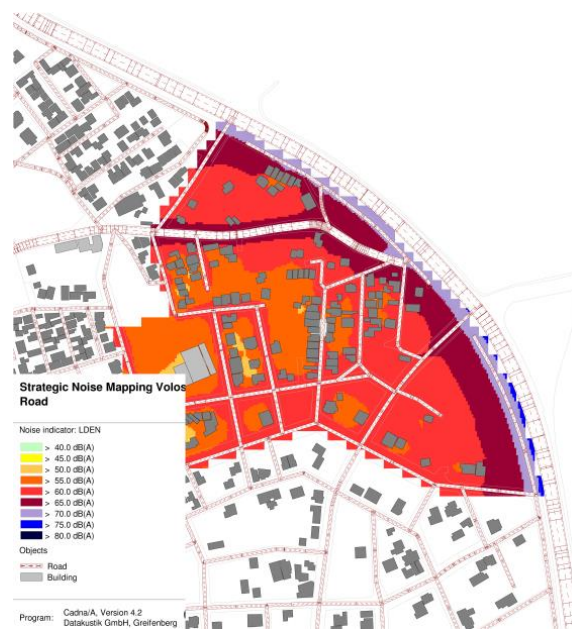 Strategic Noise Mapping Volos
Road
Noise indicator: LDEN
> 40.0 dB(A)
> 45.0 dB(A)
> 50.0 dB(A)
> 55.0 dB(A)
> 60.0 dB(A)
> 65.0 dB(A)
> 70.0 dB(A)
> 75.0 dB(A)
> 80.0 dB(A)
Objects
Road
Building
Program: Cadna/A, Version 4.2
Datakustik GmbH, Greifenberg